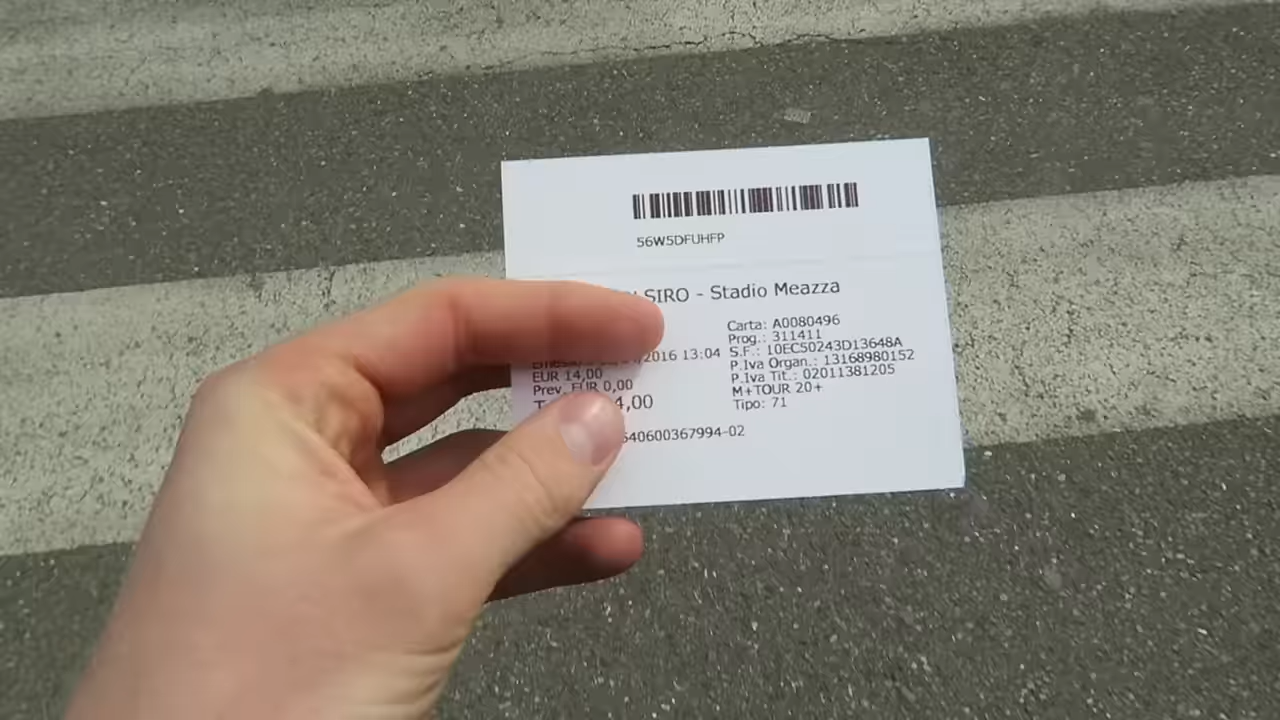 56W5DFUHFP
SIRO - Stadio Meazza
Carta: A0080496
Prog.: 311411
2016 13:04
S.F.: 10EC50243D13648A
P.Iva Organ.: 13168980152
EUR 14,00
P.Iva Tit.: 02011381205
Prev. EUR 0,00
M+TOUR 20+
4,00
Tipo: 71
640600367994-02